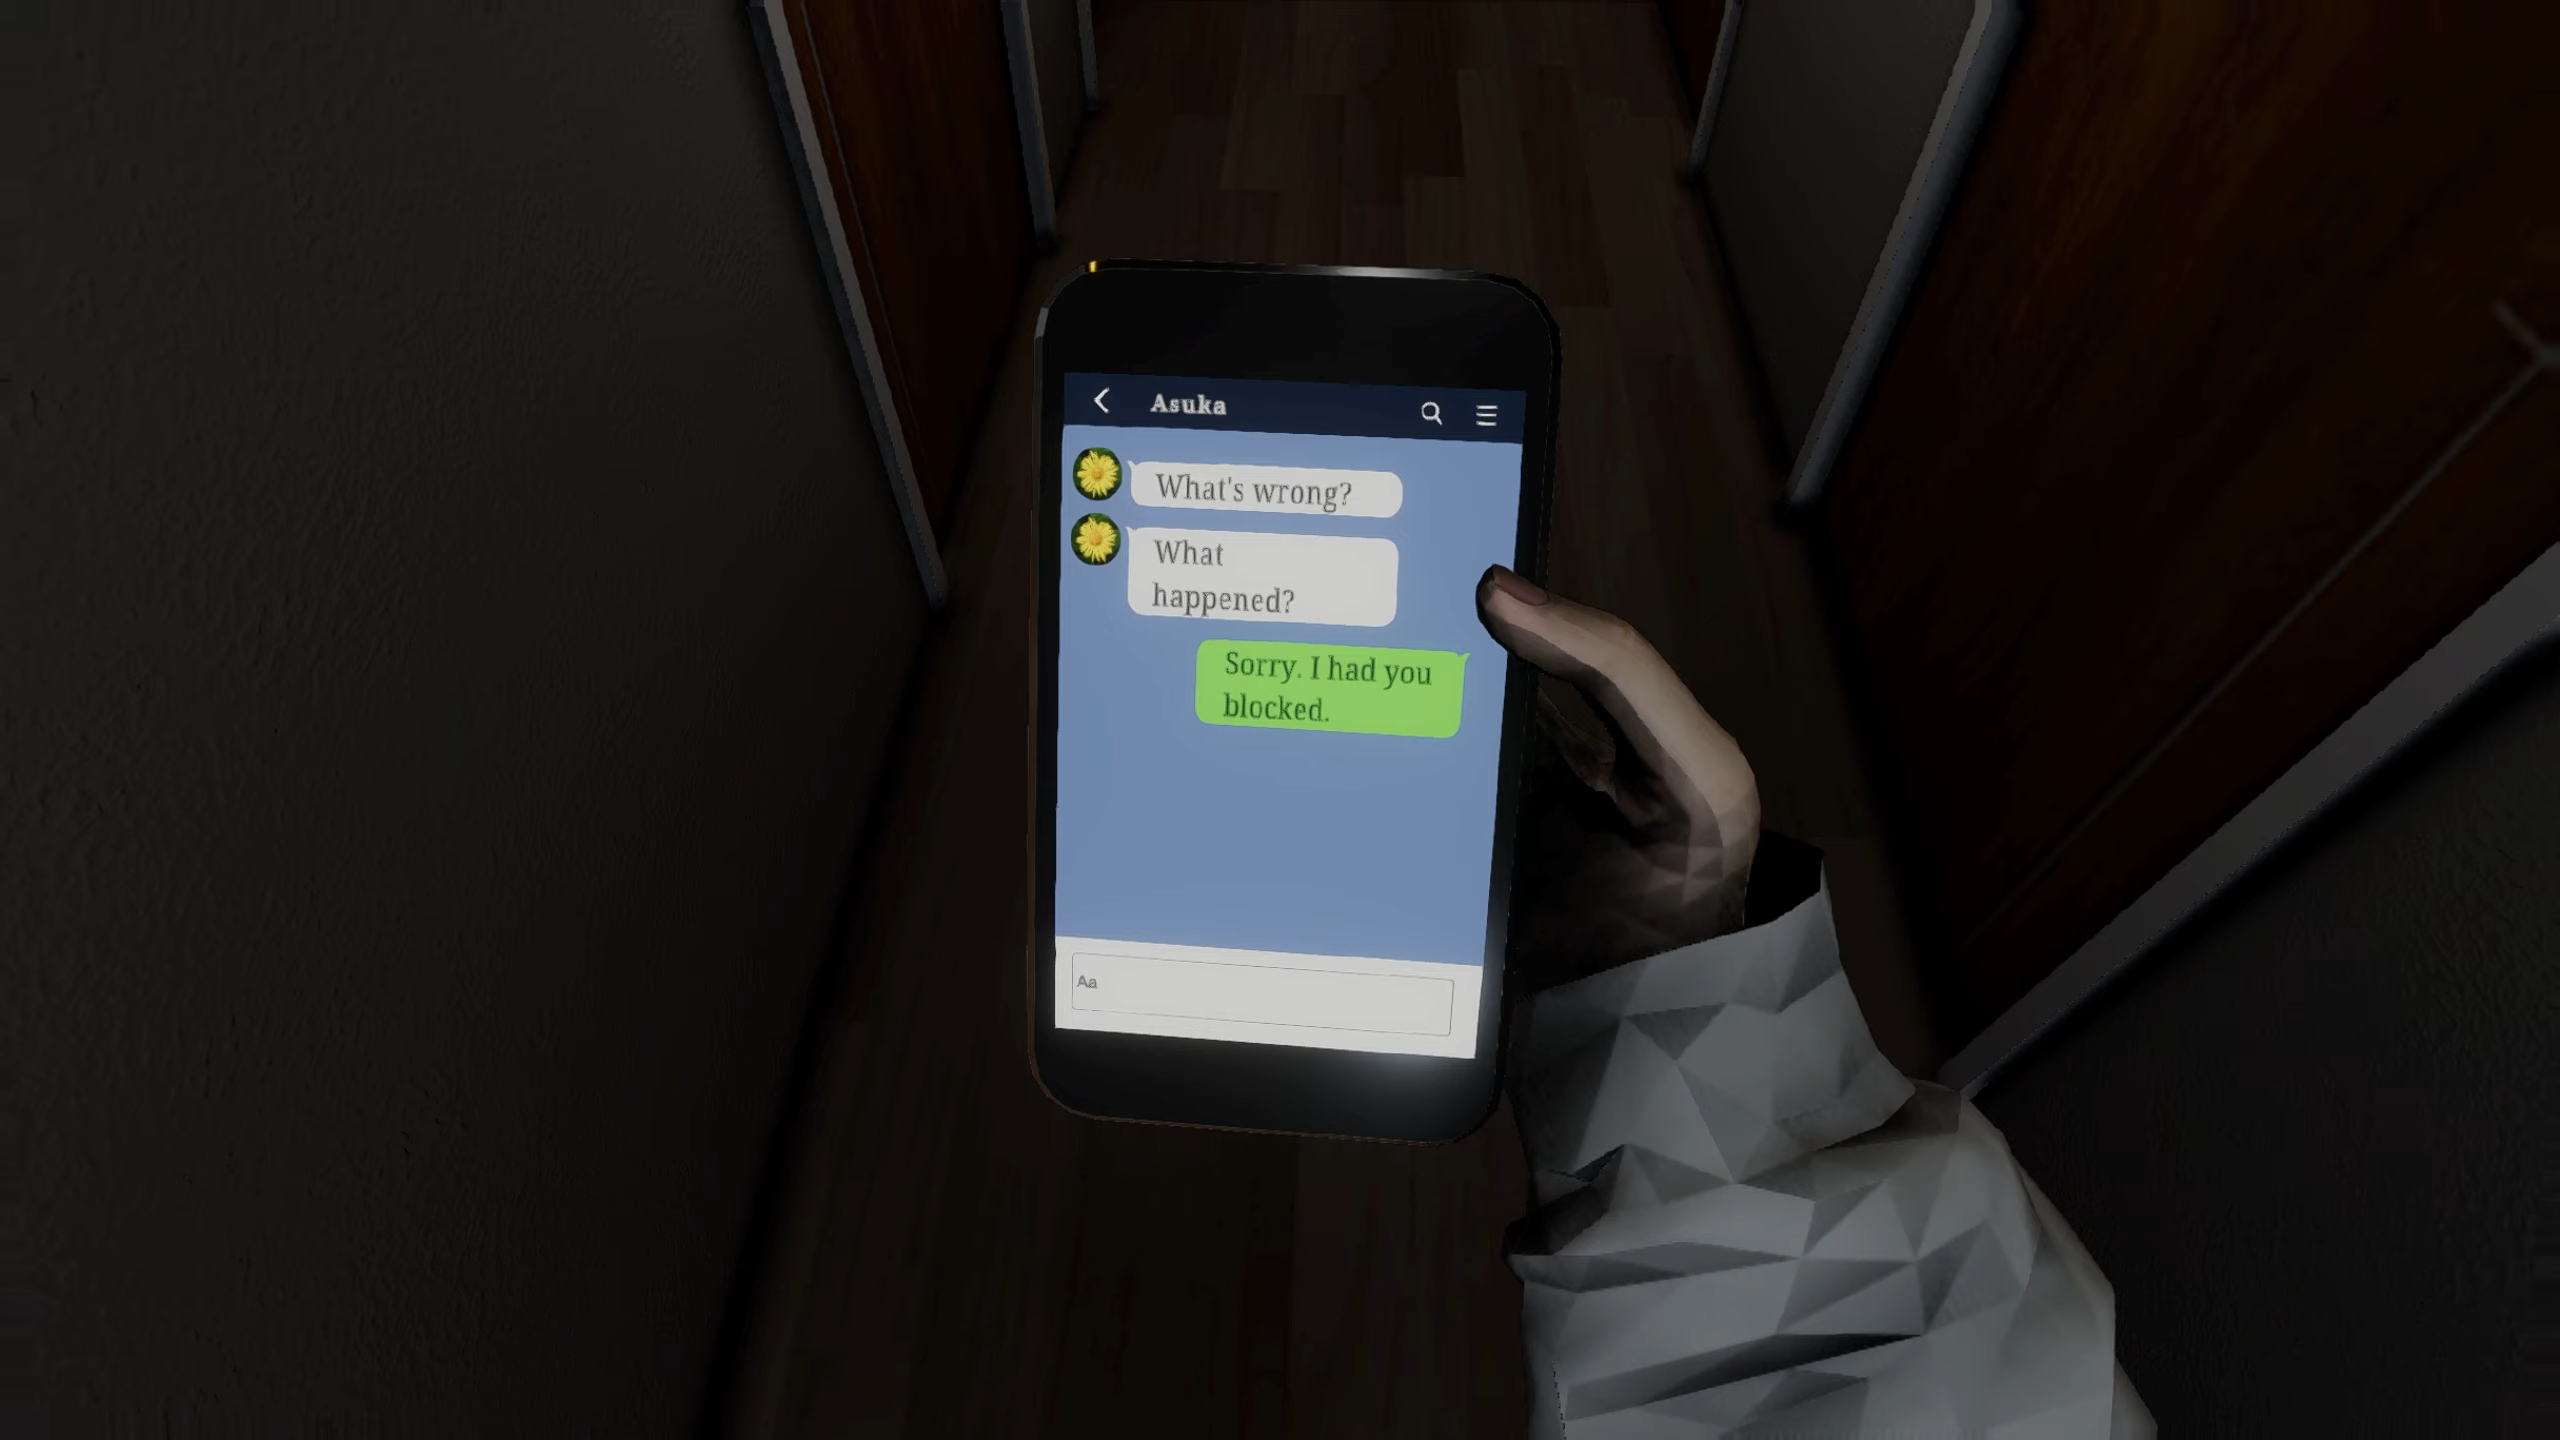 Asuka
What's wrong?
What
happened?
Sorry. I had you
blocked.
Aa